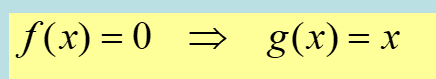 f(x) = 0 ⇒ g(x) = x